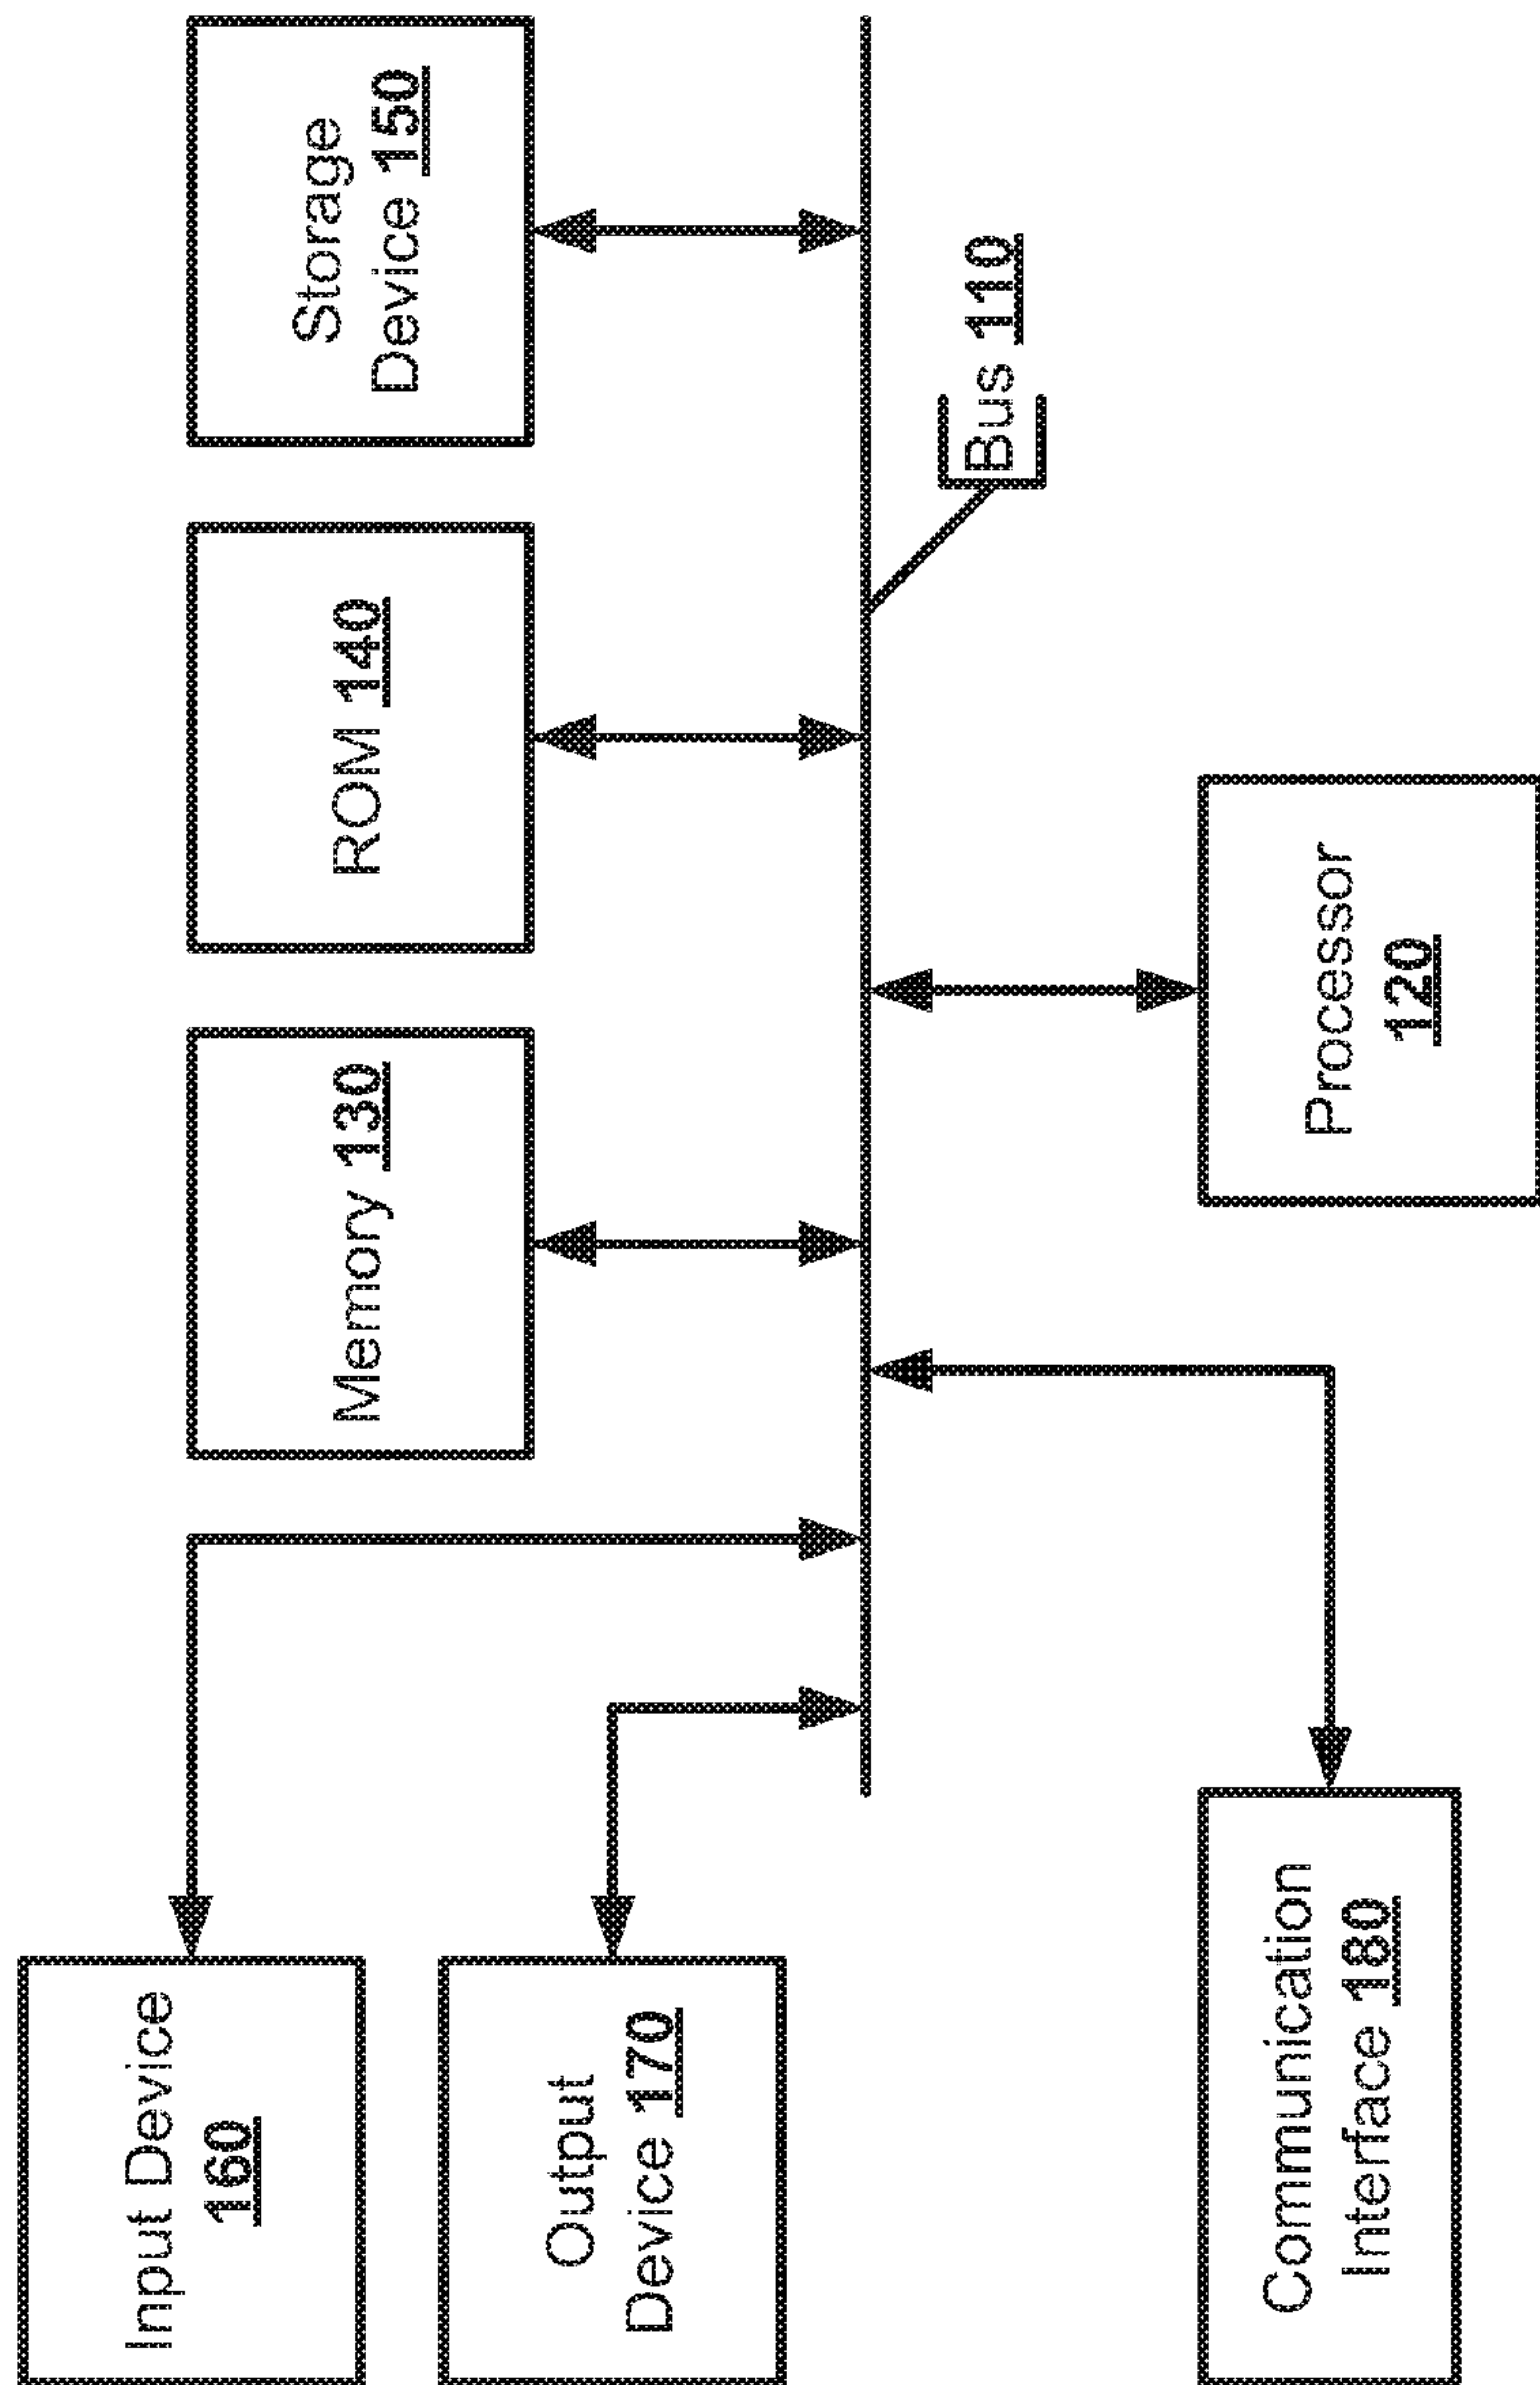 Input Device
160
Output
Device 170
Communication
Interface 180
Memory 130
ROM 140
Storage
Device 150
Bus 110
Processor
120